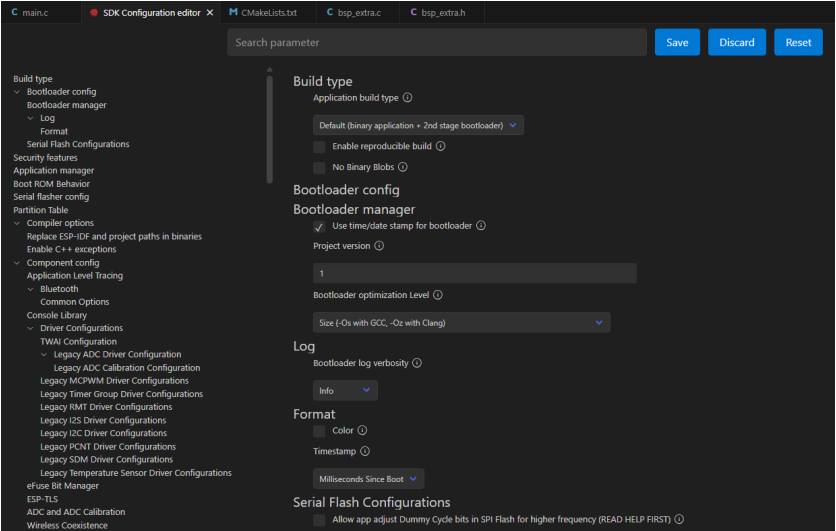 main.c
SDK Configuration editor
CMakeLists.txt
bsp_extra.c
bsp_extra.h
Search parameter
Save
Discard
Reset
Build type
Bootloader config
Bootloader manager
Log
Format
Serial Flash Configurations
Security features
Application manager
Boot ROM Behavior
Serial flasher config
Partition Table
Compiler options
Replace ESP-IDF and project paths in binaries
Enable C++ exceptions
Component config
Application Level Tracing
Bluetooth
Common Options
Console Library
Driver Configurations
TWAI Configuration
Legacy ADC Driver Configuration
Legacy ADC Calibration Configuration
Legacy MCPWM Driver Configurations
Legacy Timer Group Driver Configurations
Legacy RMT Driver Configurations
Legacy I2S Driver Configurations
Legacy I2C Driver Configurations
Legacy PCNT Driver Configurations
Legacy SDM Driver Configurations
Legacy Temperature Sensor Driver Configurations
eFuse Bit Manager
ESP-TLS
ADC and ADC Calibration
Wireless Coexistence
Build type
Application build type
Default (binary application + 2nd stage bootloader)
Enable reproducible build
No Binary Blobs
Bootloader config
Bootloader manager
Use time/date stamp for bootloader
Project version
1
Bootloader optimization Level
Size (-Os with GCC, -Oz with Clang)
Log
Bootloader log verbosity
Info
Format
Color
Timestamp
Milliseconds Since Boot
Serial Flash Configurations
Allow app adjust Dummy Cycle bits in SPI Flash for higher frequency (READ HELP FIRST)